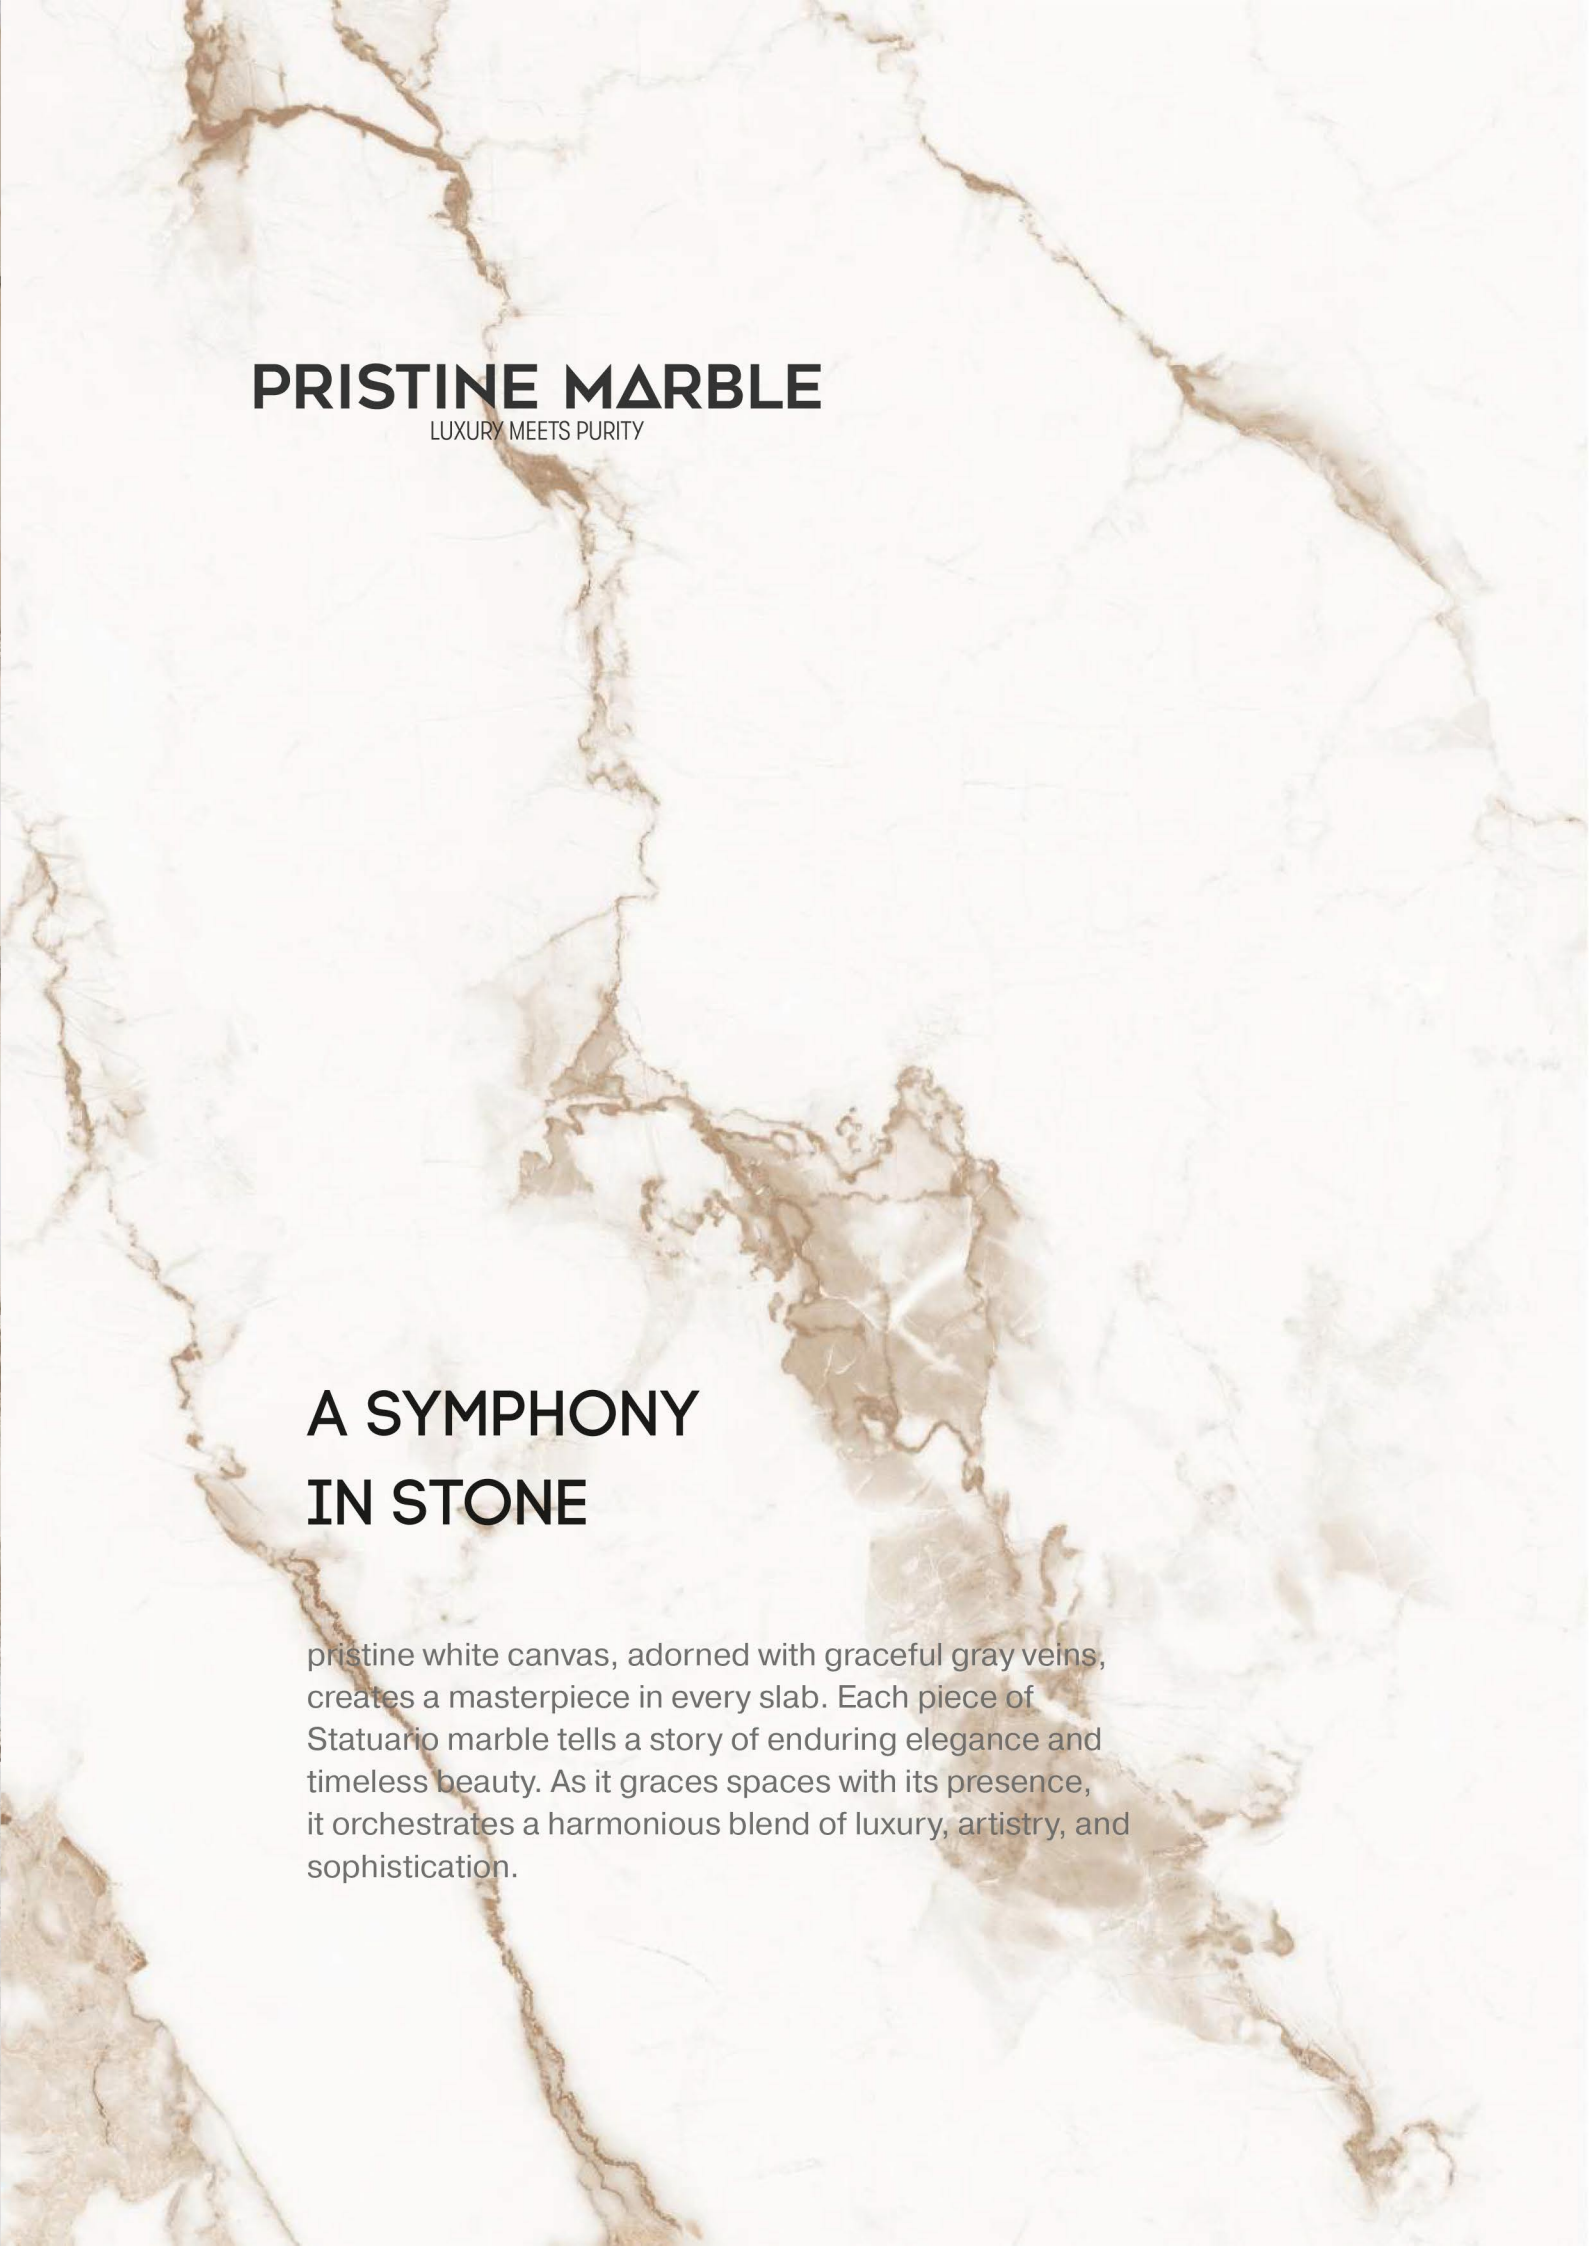 PRISTINE MARBLE
LUXURY MEETS PURITY
A SYMPHONY
IN STONE
pristine white canvas, adorned with graceful gray veins,
creates a masterpiece in every slab. Each piece of
Statuario marble tells a story of enduring elegance and
timeless beauty. As it graces spaces with its presence,
it orchestrates a harmonious blend of luxury, artistry, and
sophistication.